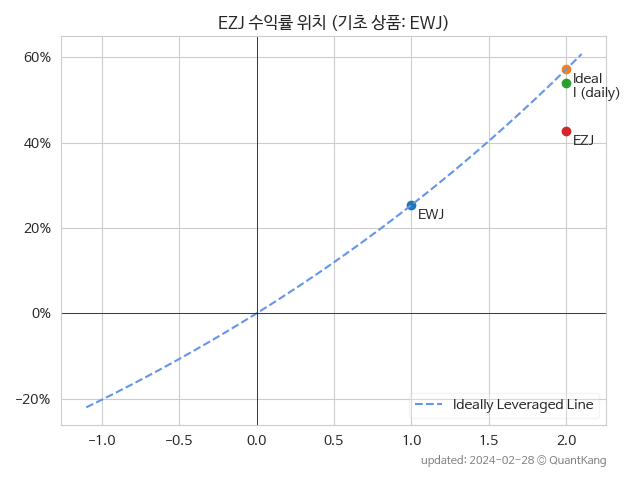 EZJ 수익률 위치 (기초 상품: EWJ)
60%
40%
20%
0%
−20%
Ideal
I (daily)
EZJ
EWJ
Ideally Leveraged Line
−1.0 −0.5 0.0 0.5 1.0 1.5 2.0
updated: 2024-02-28 © QuantKang